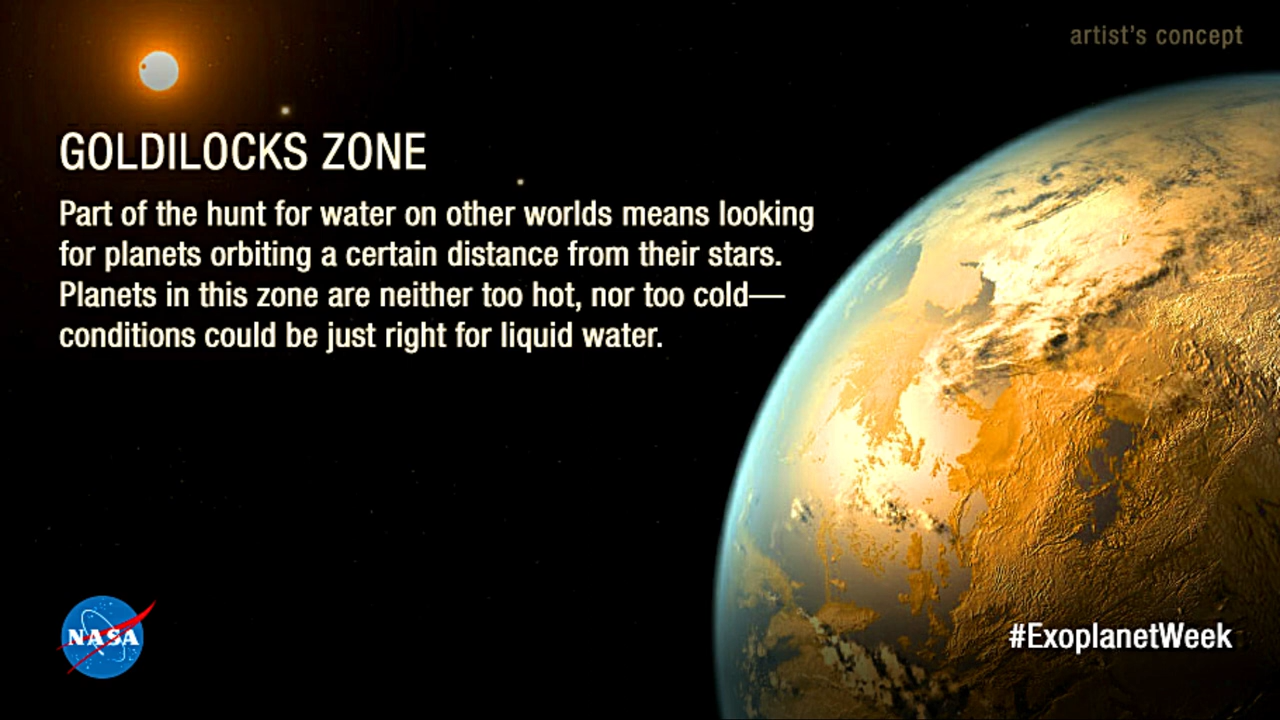 artist's concept
GOLDILOCKS ZONE
Part of the hunt for water on other worlds means looking
for planets orbiting a certain distance from their stars.
Planets in this zone are neither too hot, nor too cold—
conditions could be just right for liquid water.
NASA
#ExoplanetWeek